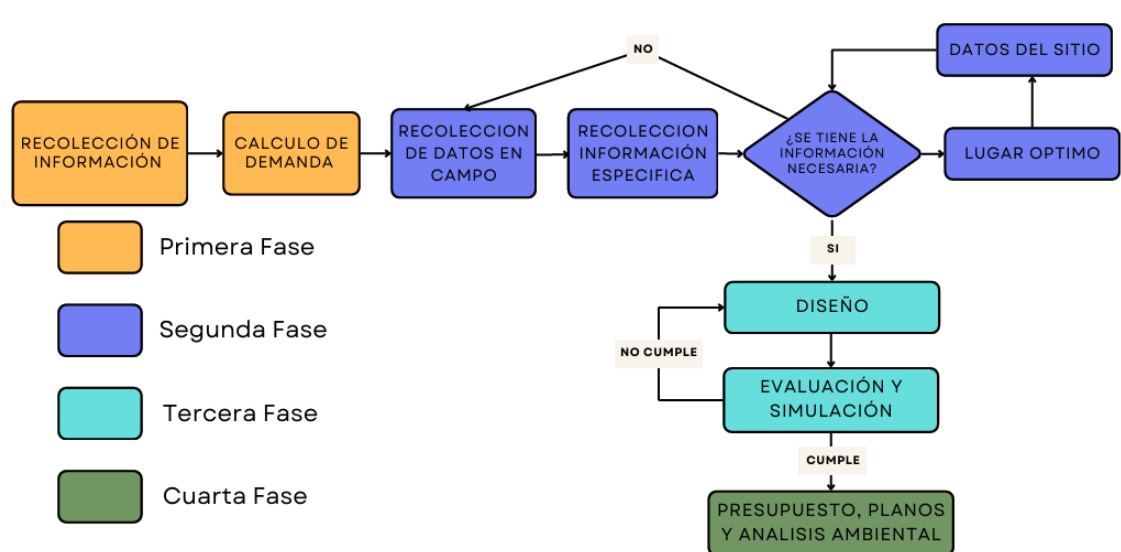 NO
DATOS DEL SITIO
RECOLECCIÓN DE
INFORMACIÓN
CALCULO DE
DEMANDA
RECOLECCION
DE DATOS EN
CAMPO
RECOLECCION
INFORMACIÓN
ESPECIFICA
¿SE TIENE LA
INFORMACIÓN
NECESARIA?
LUGAR OPTIMO
Primera Fase
SI
Segunda Fase
DISEÑO
NO CUMPLE
Tercera Fase
EVALUACIÓN Y
SIMULACIÓN
CUMPLE
Cuarta Fase
PRESUPUESTO, PLANOS
Y ANALISIS AMBIENTAL